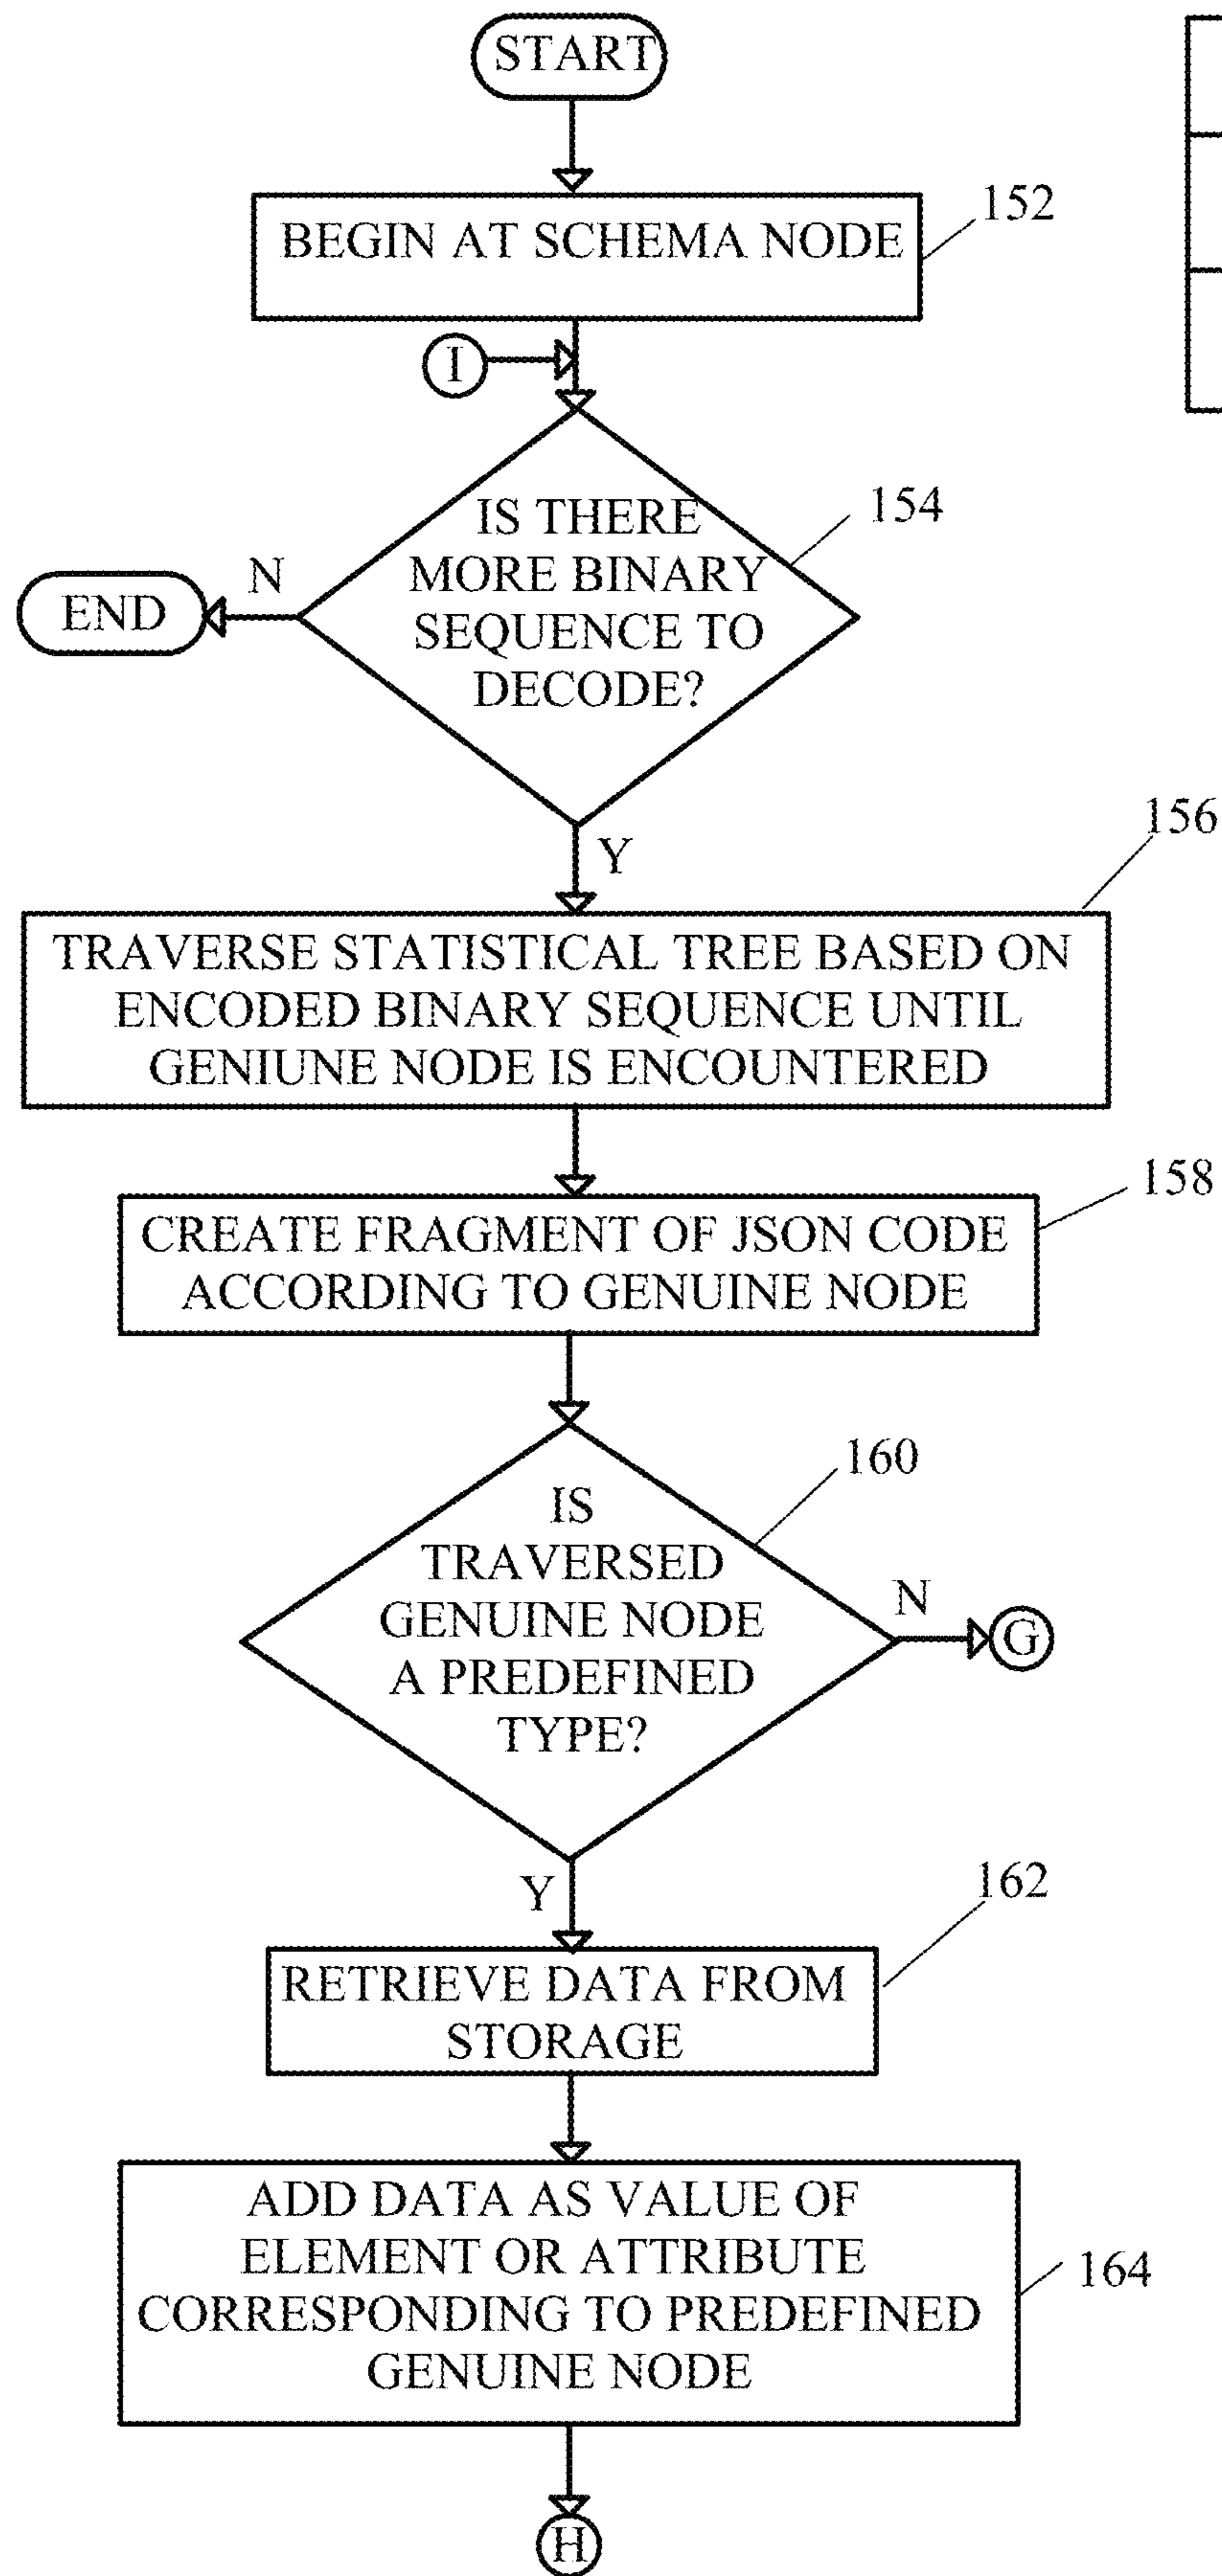 START
BEGIN AT SCHEMA NODE
152
I
IS THERE
MORE BINARY
SEQUENCE TO
DECODE?
154
N
END
Y
156
TRAVERSE STATISTICAL TREE BASED ON
ENCODED BINARY SEQUENCE UNTIL
GENIUNE NODE IS ENCOUNTERED
158
CREATE FRAGMENT OF JSON CODE
ACCORDING TO GENUINE NODE
160
IS
TRAVERSED
GENUINE NODE
A PREDEFINED
TYPE?
N
G
Y
162
RETRIEVE DATA FROM
STORAGE
ADD DATA AS VALUE OF
ELEMENT OR ATTRIBUTE
CORRESPONDING TO PREDEFINED
GENUINE NODE
164
H